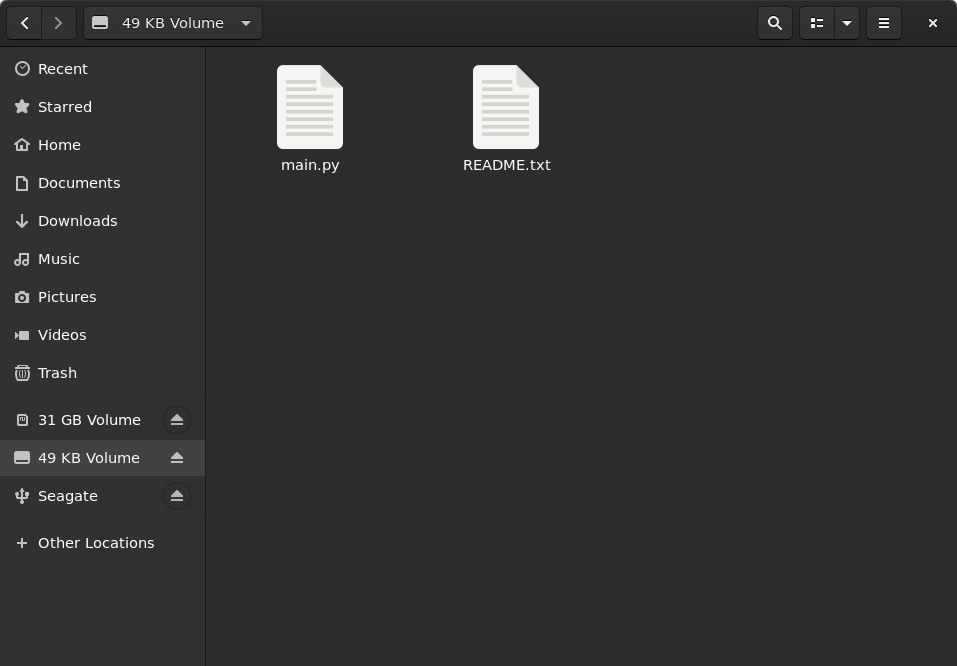 49 KB Volume
Recent
Starred
Home
Documents
Downloads
Music
Pictures
Videos
Trash
31 GB Volume
49 KB Volume
Seagate
Other Locations
main.py
README.txt